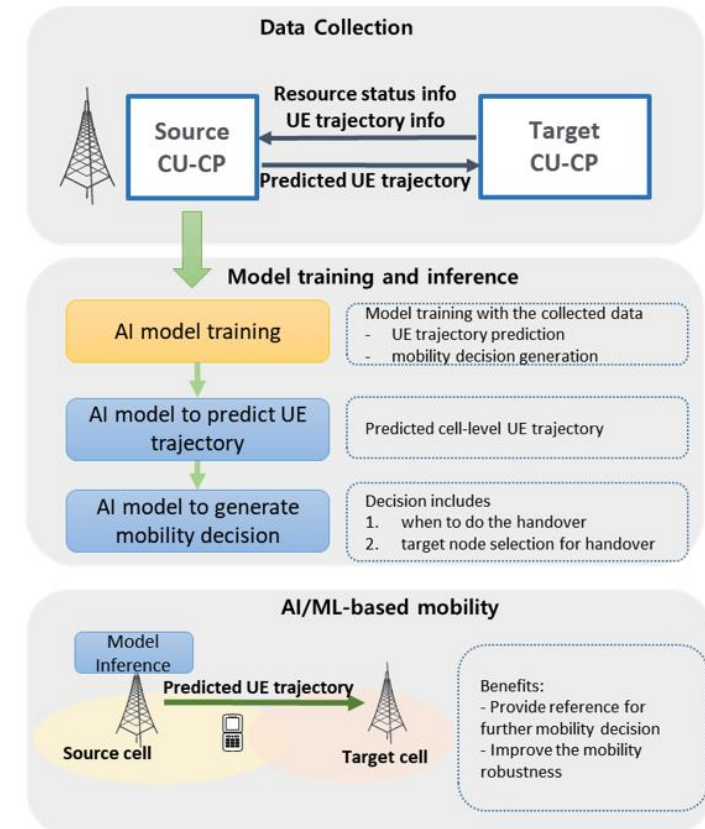 Data Collection
Resource status info
UE trajectory info
Source
CU-CP
Target
CU-CP
Predicted UE trajectory
Model training and inference
AI model training
Model training with the collected data
- UE trajectory prediction
- mobility decision generation
AI model to predict UE
trajectory
Predicted cell-level UE trajectory
AI model to generate
mobility decision
Decision includes
1. when to do the handover
2. target node selection for handover
AI/ML-based mobility
Model
Inference
Predicted UE trajectory
Source cell
Target cell
Benefits:
- Provide reference for
further mobility decision
- Improve the mobility
robustness